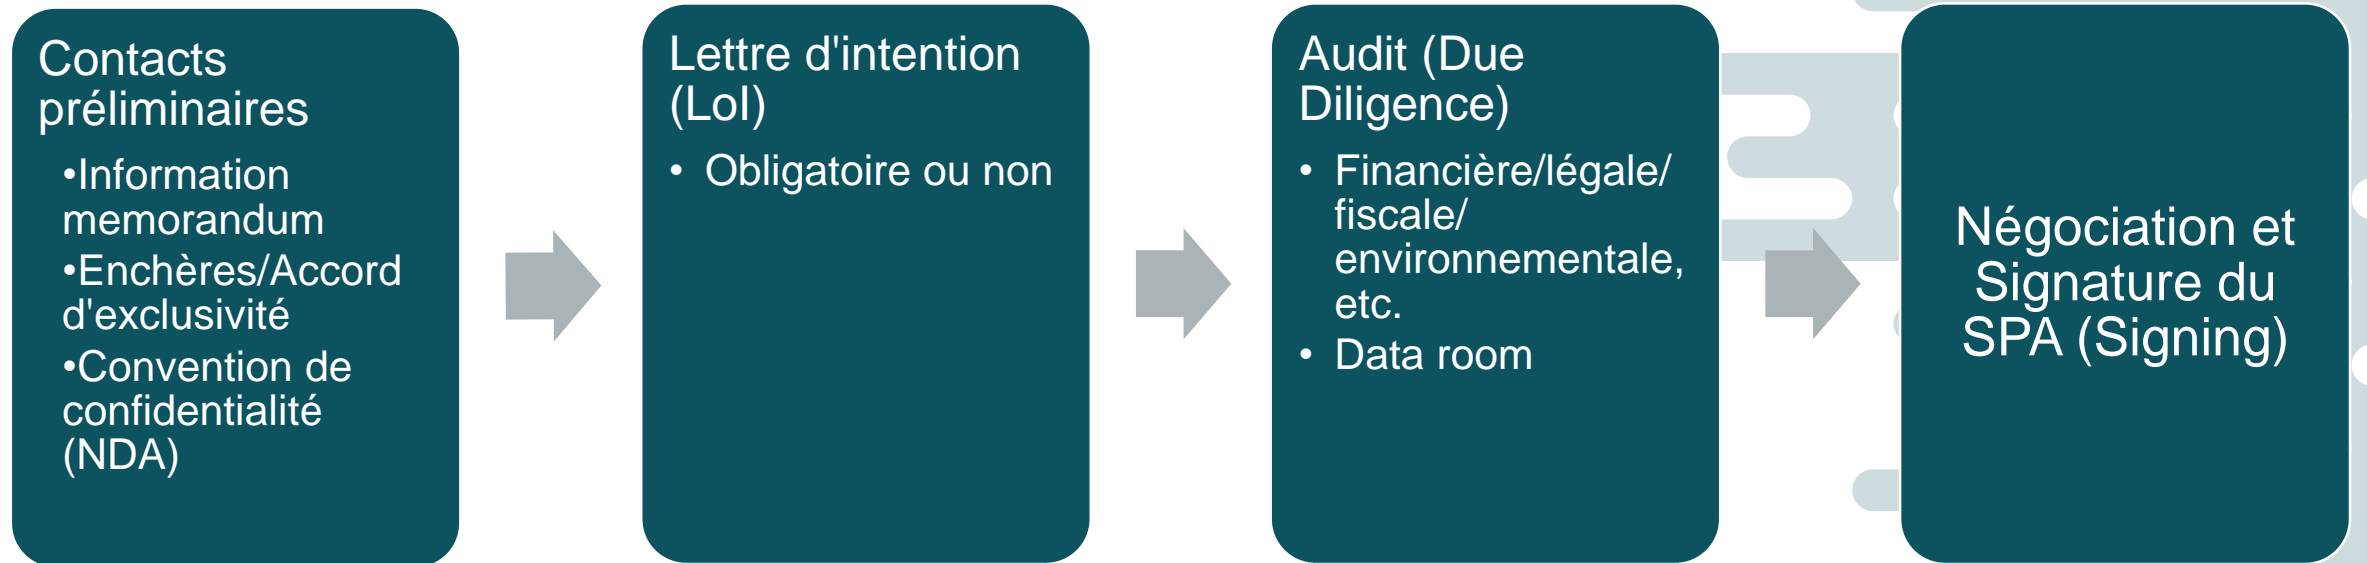 Contacts
préliminaires
•Information
memorandum
•Enchères/Accord
d'exclusivité
•Convention de
confidentialité
(NDA)
Lettre d'intention
(LoI)
• Obligatoire ou non
Audit (Due
Diligence)
• Financière/légale/
fiscale/
environnementale,
etc.
• Data room
Négociation et
Signature du
SPA (Signing)